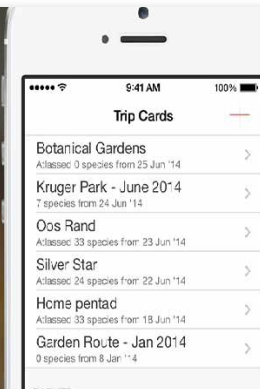 9:41 AM
100%
Trip Cards
Botanical Gardens
Atlassed 0 species from 25 Jun '14
Kruger Park - June 2014
7 species from 24 Jun '14
Oos Rand
Atlassed 33 species from 23 Jun '14
Silver Star
Atlassed 24 species from 22 Jun '14
Home pentad
Atlassed 33 species from 18 Jun '14
Garden Route - Jan 2014
0 species from 8 Jan '14